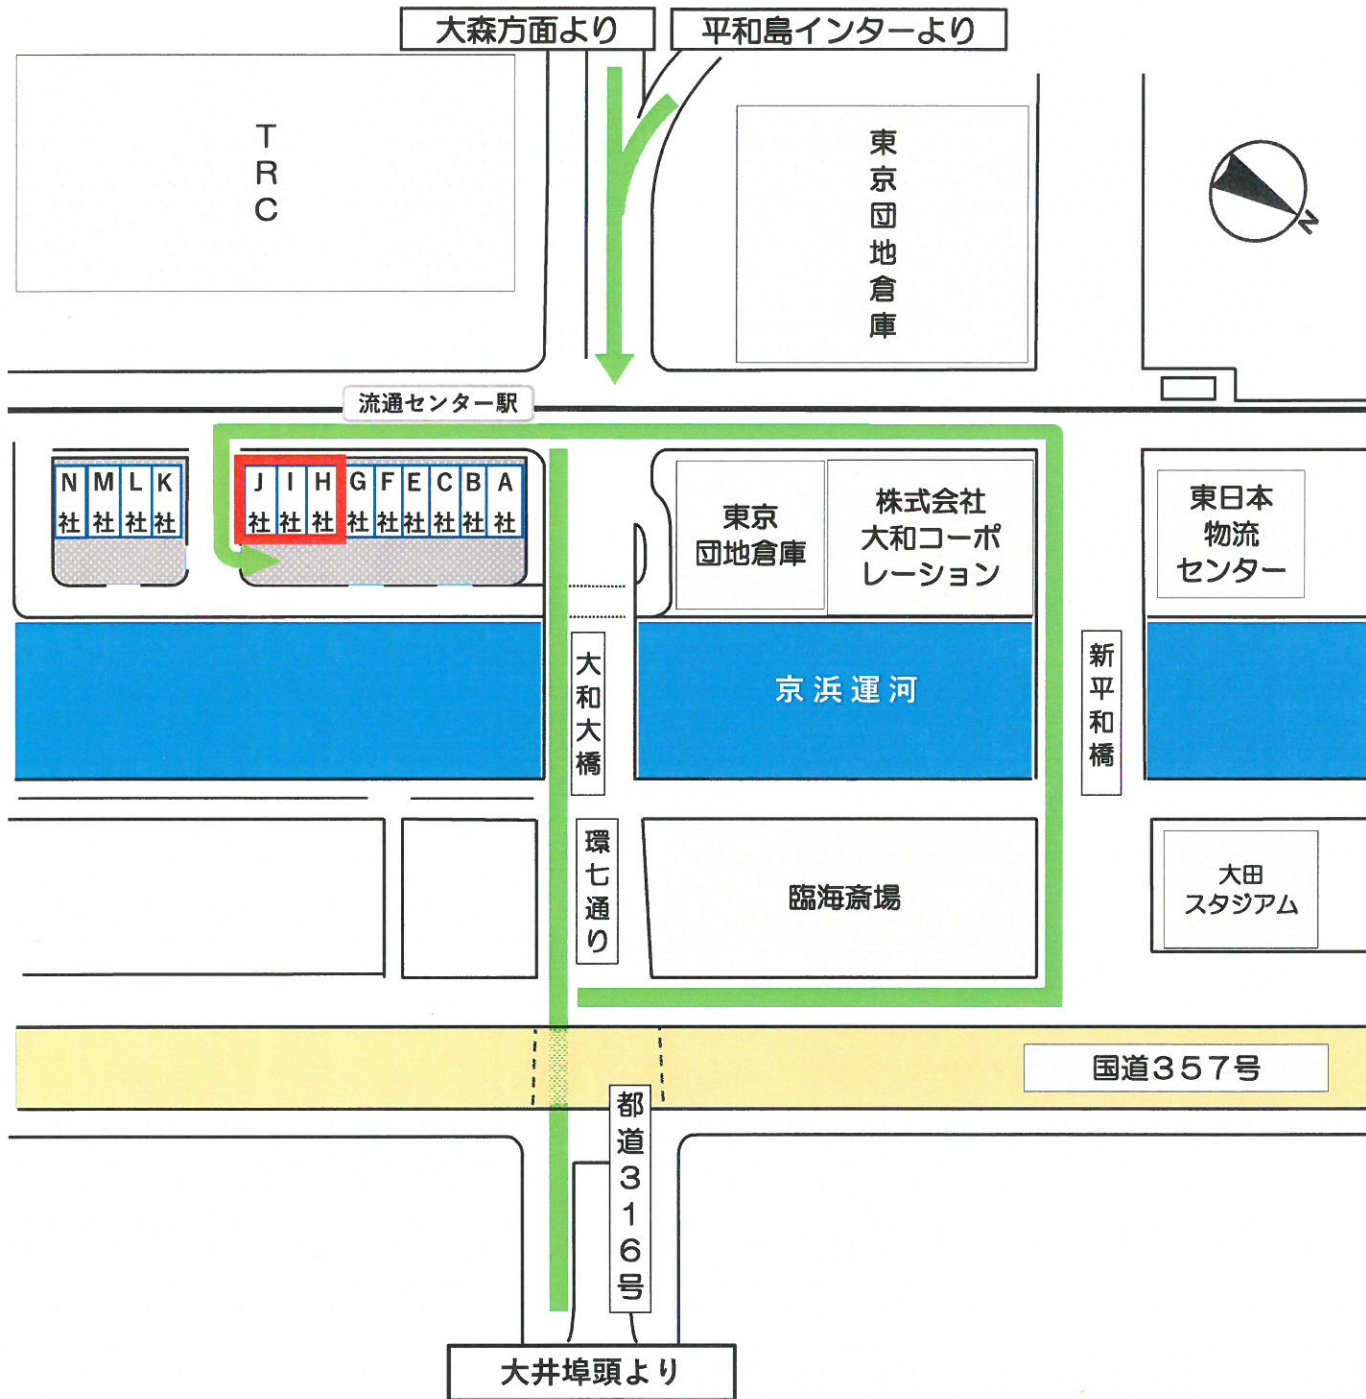 大森方面より
平和島インターより
TRC
東京団地倉庫
N
流通センター駅
N社
M社
L社
K社
J社
I社
H社
G社
F社
E社
C社
B社
A社
東京
団地倉庫
株式会社
大和コーポ
レーション
東日本
物流
センター
大和大橋
京浜運河
新平和橋
環七通り
臨海斎場
大田
スタジアム
国道357号
都道316号
大井埠頭より